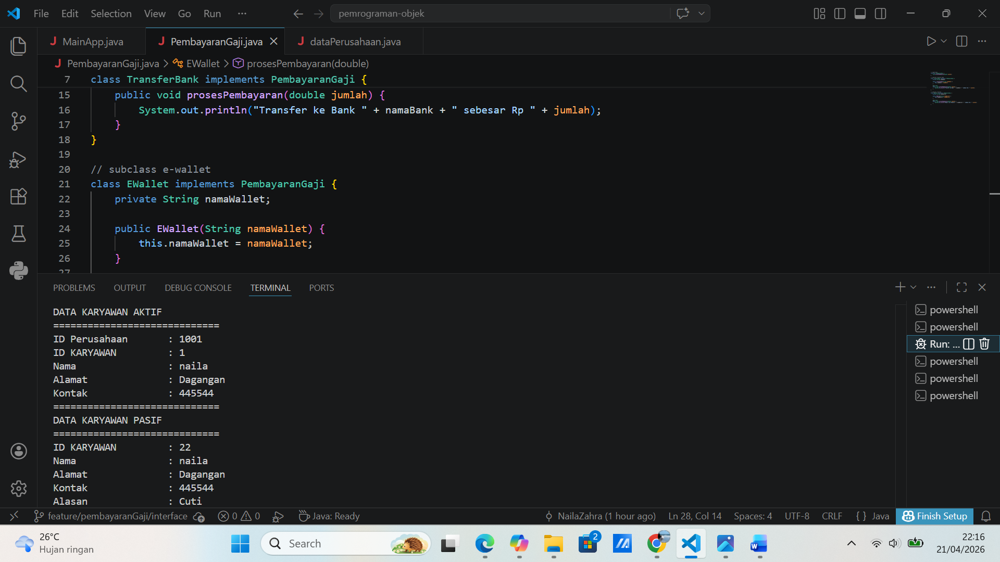 File Edit Selection View Go Run ···
pemrograman-objek
MainApp.java
PembayaranGaji.java
dataPerusahaan.java
PembayaranGaji.java > EWallet > prosesPembayaran(double)
7 class TransferBank implements PembayaranGaji {
15 public void prosesPembayaran(double jumlah) {
16 System.out.println("Transfer ke Bank " + namaBank + " sebesar Rp " + jumlah);
17 }
18 }
19
20 // subclass e-wallet
21 class EWallet implements PembayaranGaji {
22 private String namaWallet;
23
24 public EWallet(String namaWallet) {
25 this.namaWallet = namaWallet;
26 }
27
PROBLEMS OUTPUT DEBUG CONSOLE TERMINAL PORTS
DATA KARYAWAN AKTIF
=============================
ID Perusahaan : 1001
ID KARYAWAN : 1
Nama : naila
Alamat : Dagangan
Kontak : 445544
=============================
DATA KARYAWAN PASIF
=============================
ID KARYAWAN : 22
Nama : naila
Alamat : Dagangan
Kontak : 445544
Alasan : Cuti
powershell
powershell
Run: ...
powershell
powershell
powershell
feature/pembayaranGaji/interface 0 0 Java: Ready NailaZahra (1 hour ago) Ln 28, Col 14 Spaces: 4 UTF-8 CRLF { } Java Finish Setup
26°C
Hujan ringan
Search
2
22:16
21/04/2026